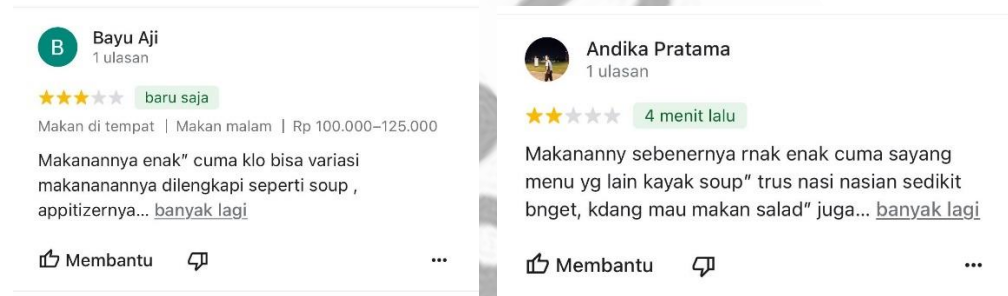 B
Bayu Aji
1 ulasan
baru saja
Makan di tempat | Makan malam | Rp 100.000–125.000
Makanannya enak” cuma klo bisa variasi
makananannya dilengkapi seperti soup ,
appitizernya... banyak lagi
Membantu
Andika Pratama
1 ulasan
4 menit lalu
Makananny sebenernya rnak enak cuma sayang
menu yg lain kayak soup” trus nasi nasian sedikit
bnget, kdang mau makan salad” juga... banyak lagi
Membantu